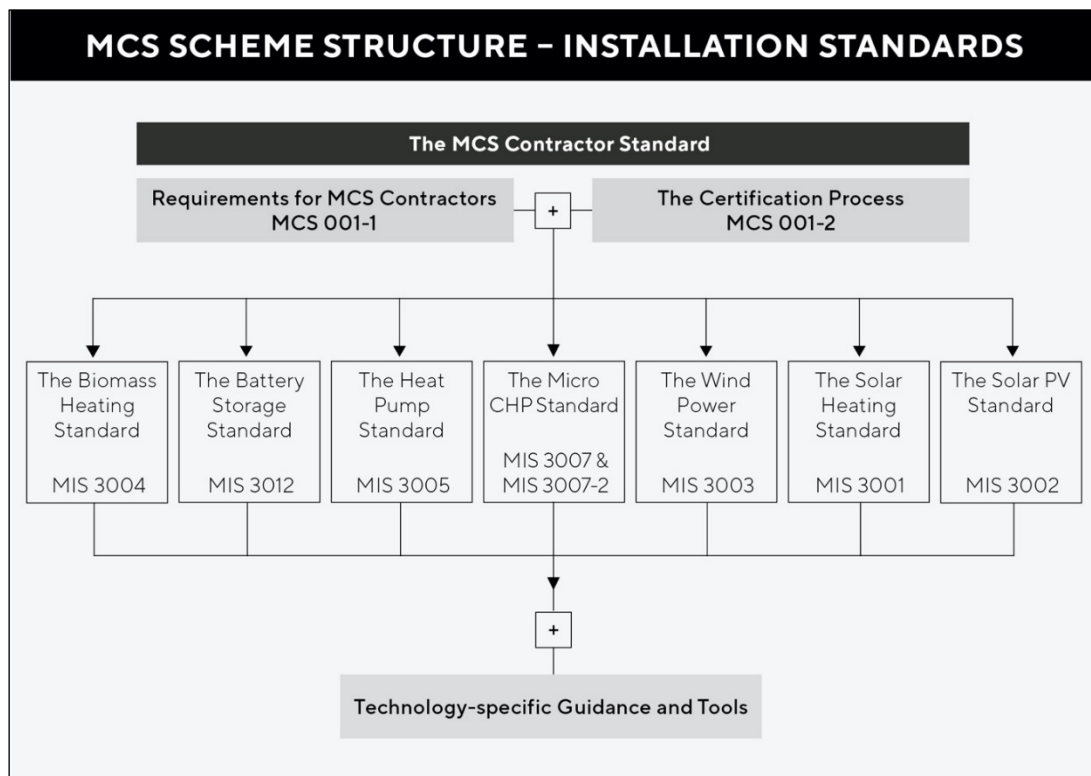 MCS SCHEME STRUCTURE – INSTALLATION STANDARDS
The MCS Contractor Standard
Requirements for MCS Contractors
MCS 001-1
+
The Certification Process
MCS 001-2
The Biomass
Heating
Standard
MIS 3004
The Battery
Storage
Standard
MIS 3012
The Heat
Pump
Standard
MIS 3005
The Micro
CHP Standard
MIS 3007 &
MIS 3007-2
The Wind
Power
Standard
MIS 3003
The Solar
Heating
Standard
MIS 3001
The Solar PV
Standard
MIS 3002
+
Technology-specific Guidance and Tools